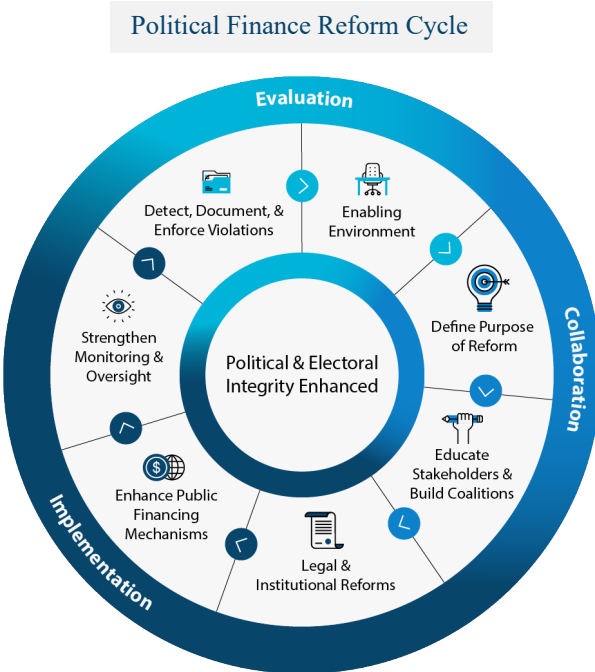 Political Finance Reform Cycle
Evaluation
Enabling
Environment
Define Purpose
of Reform
Collaboration
Educate
Stakeholders &
Build Coalitions
Legal &
Institutional Reforms
Enhance Public
Financing
Mechanisms
Implementation
Strengthen
Monitoring &
Oversight
Detect, Document, &
Enforce Violations
Political & Electoral
Integrity Enhanced
$